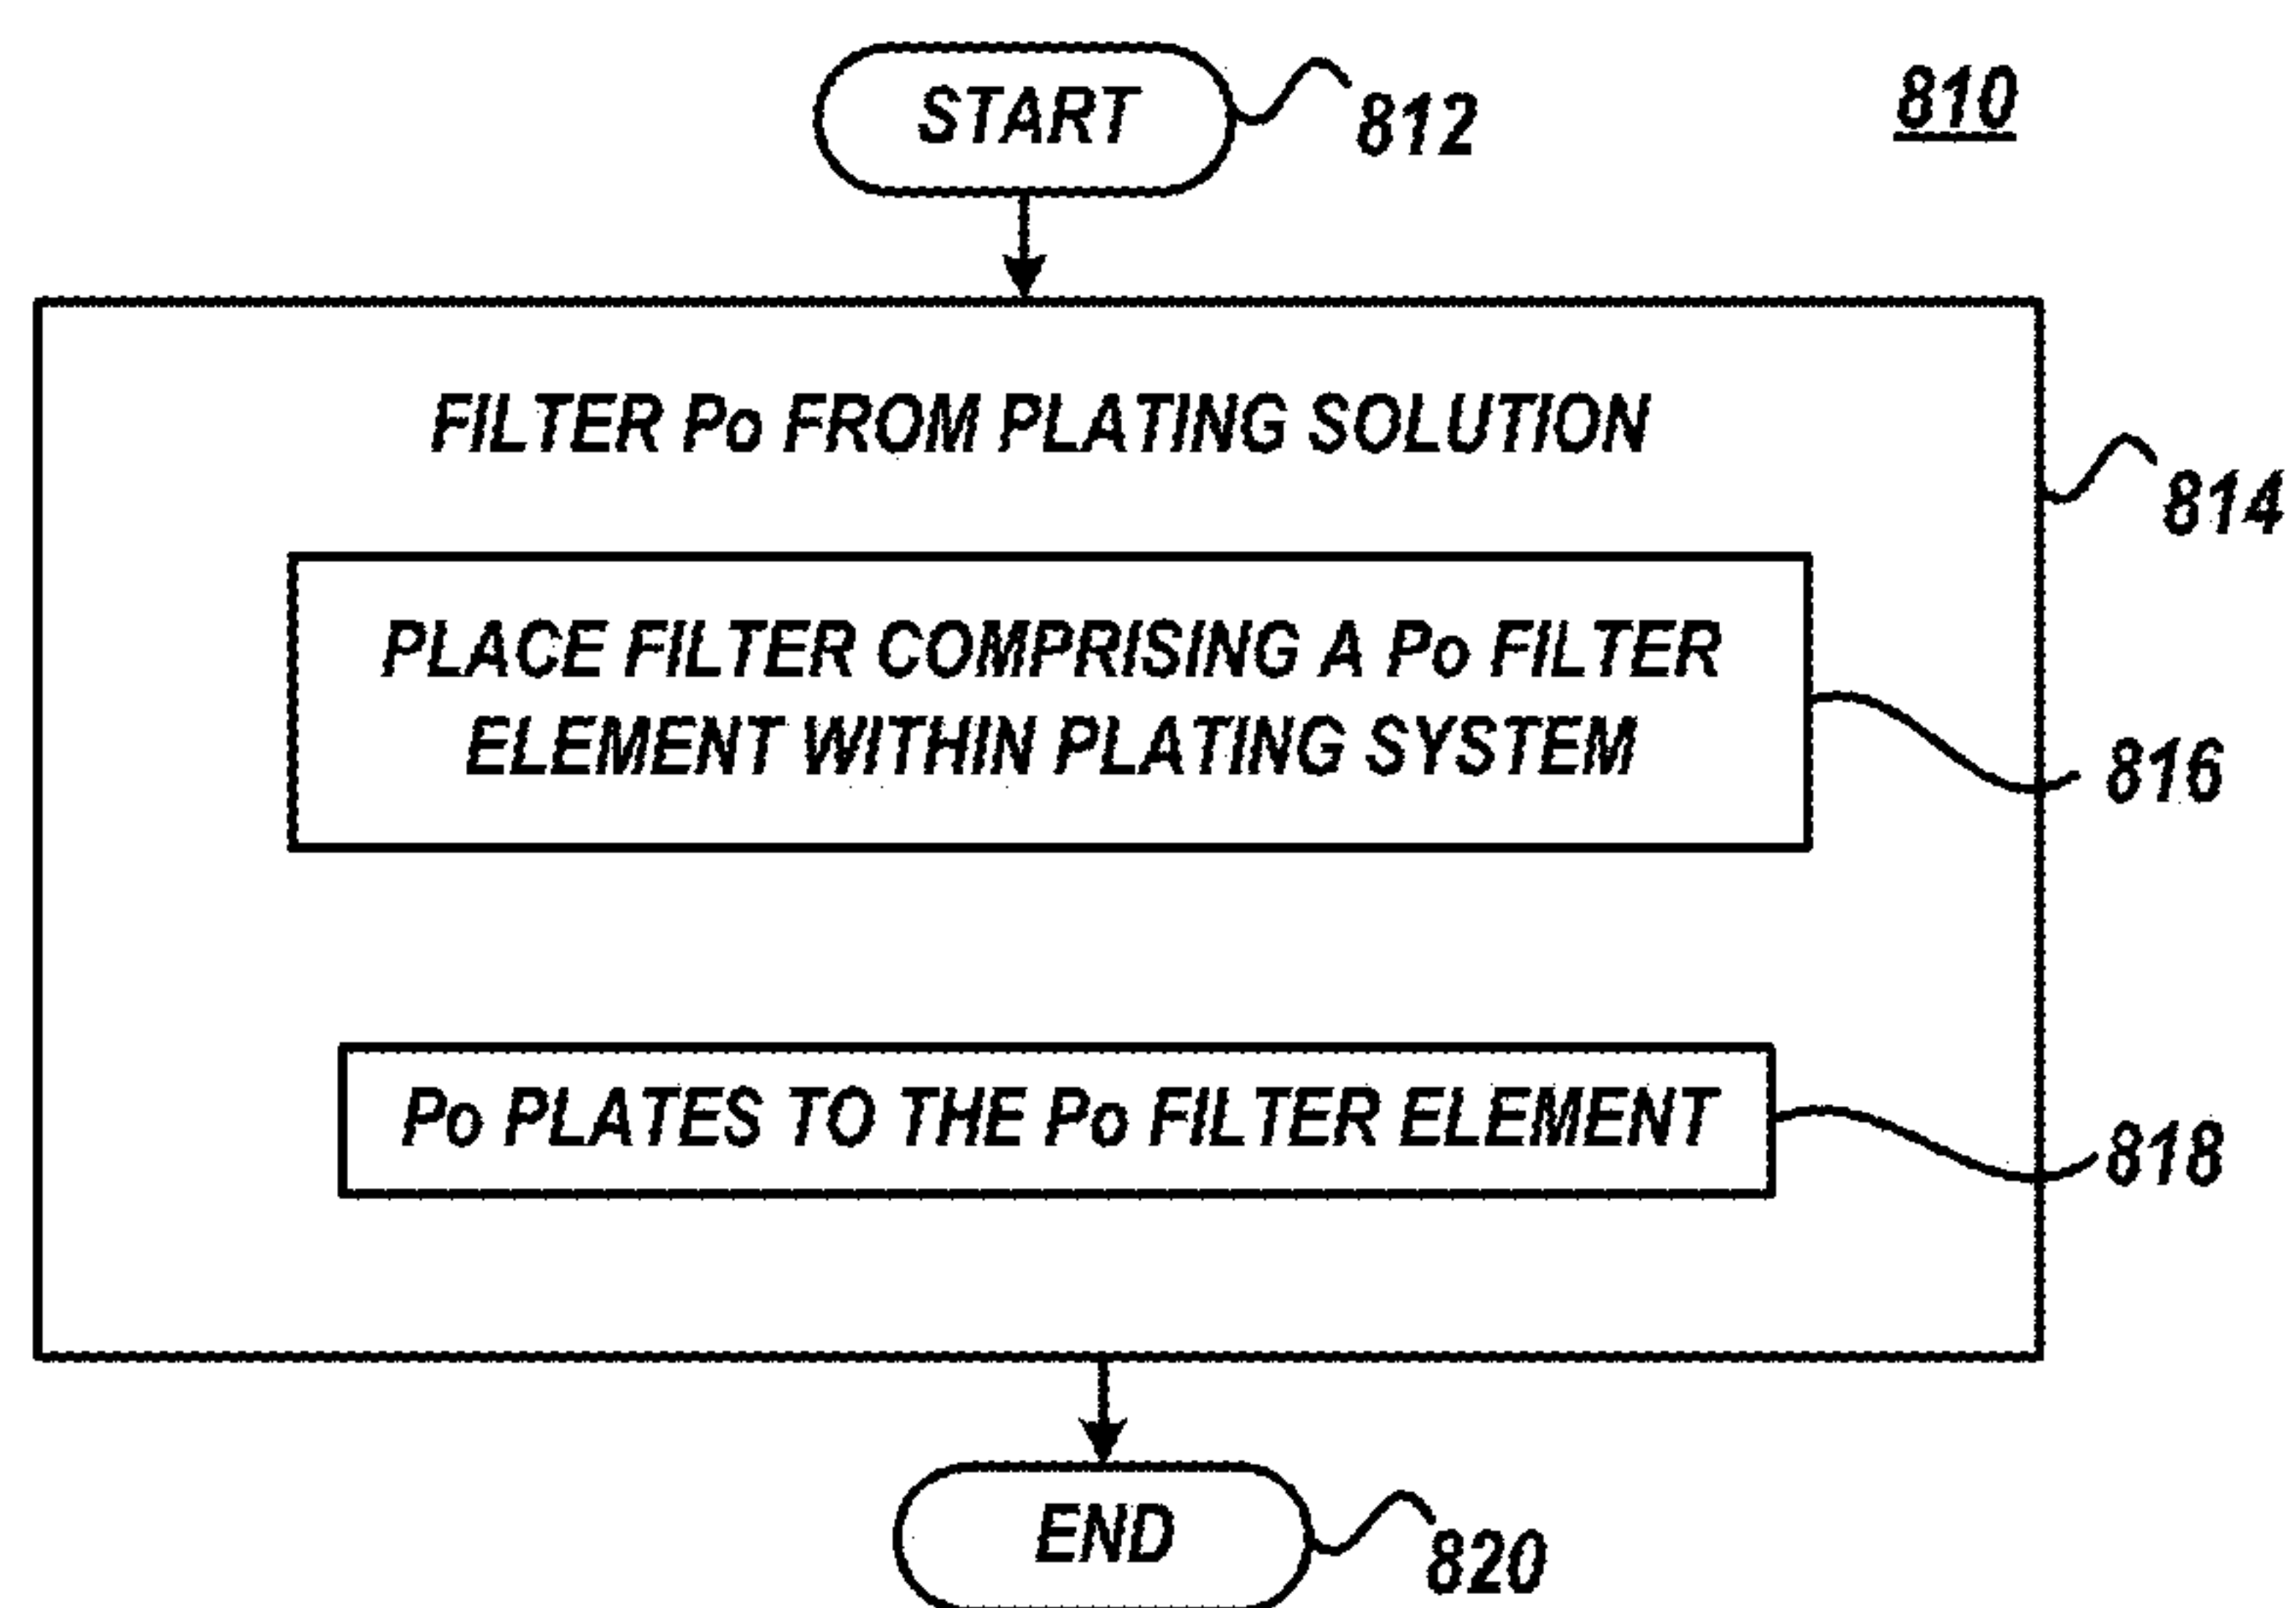 START
812
810
FILTER Po FROM PLATING SOLUTION
814
PLACE FILTER COMPRISING A Po FILTER
ELEMENT WITHIN PLATING SYSTEM
816
Po PLATES TO THE Po FILTER ELEMENT
818
END
820